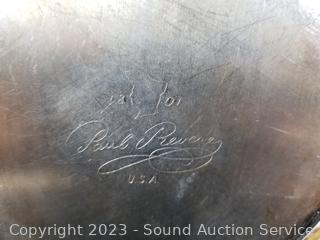 Paul Revere
U.S.A.
Copyright 2023 - Sound Auction Service